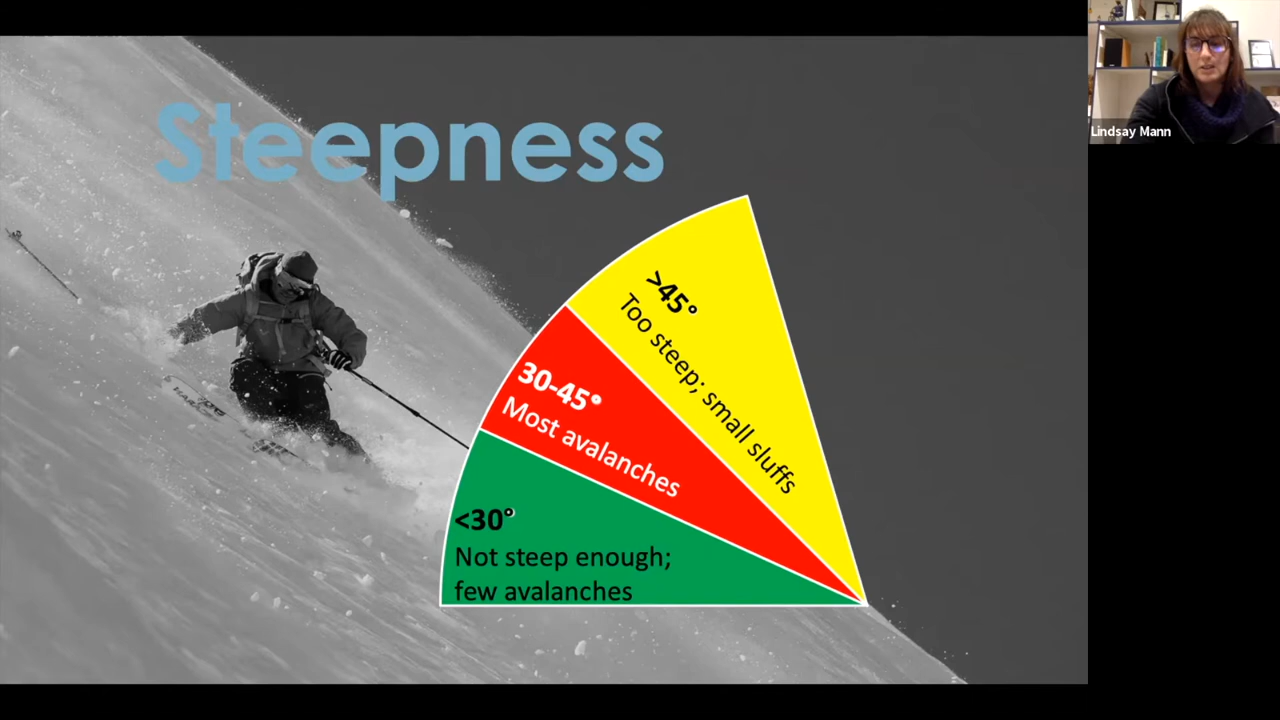 Steepness
>45°
Too steep; small sluffs
30-45°
Most avalanches
<30°
Not steep enough;
few avalanches
Lindsay Mann